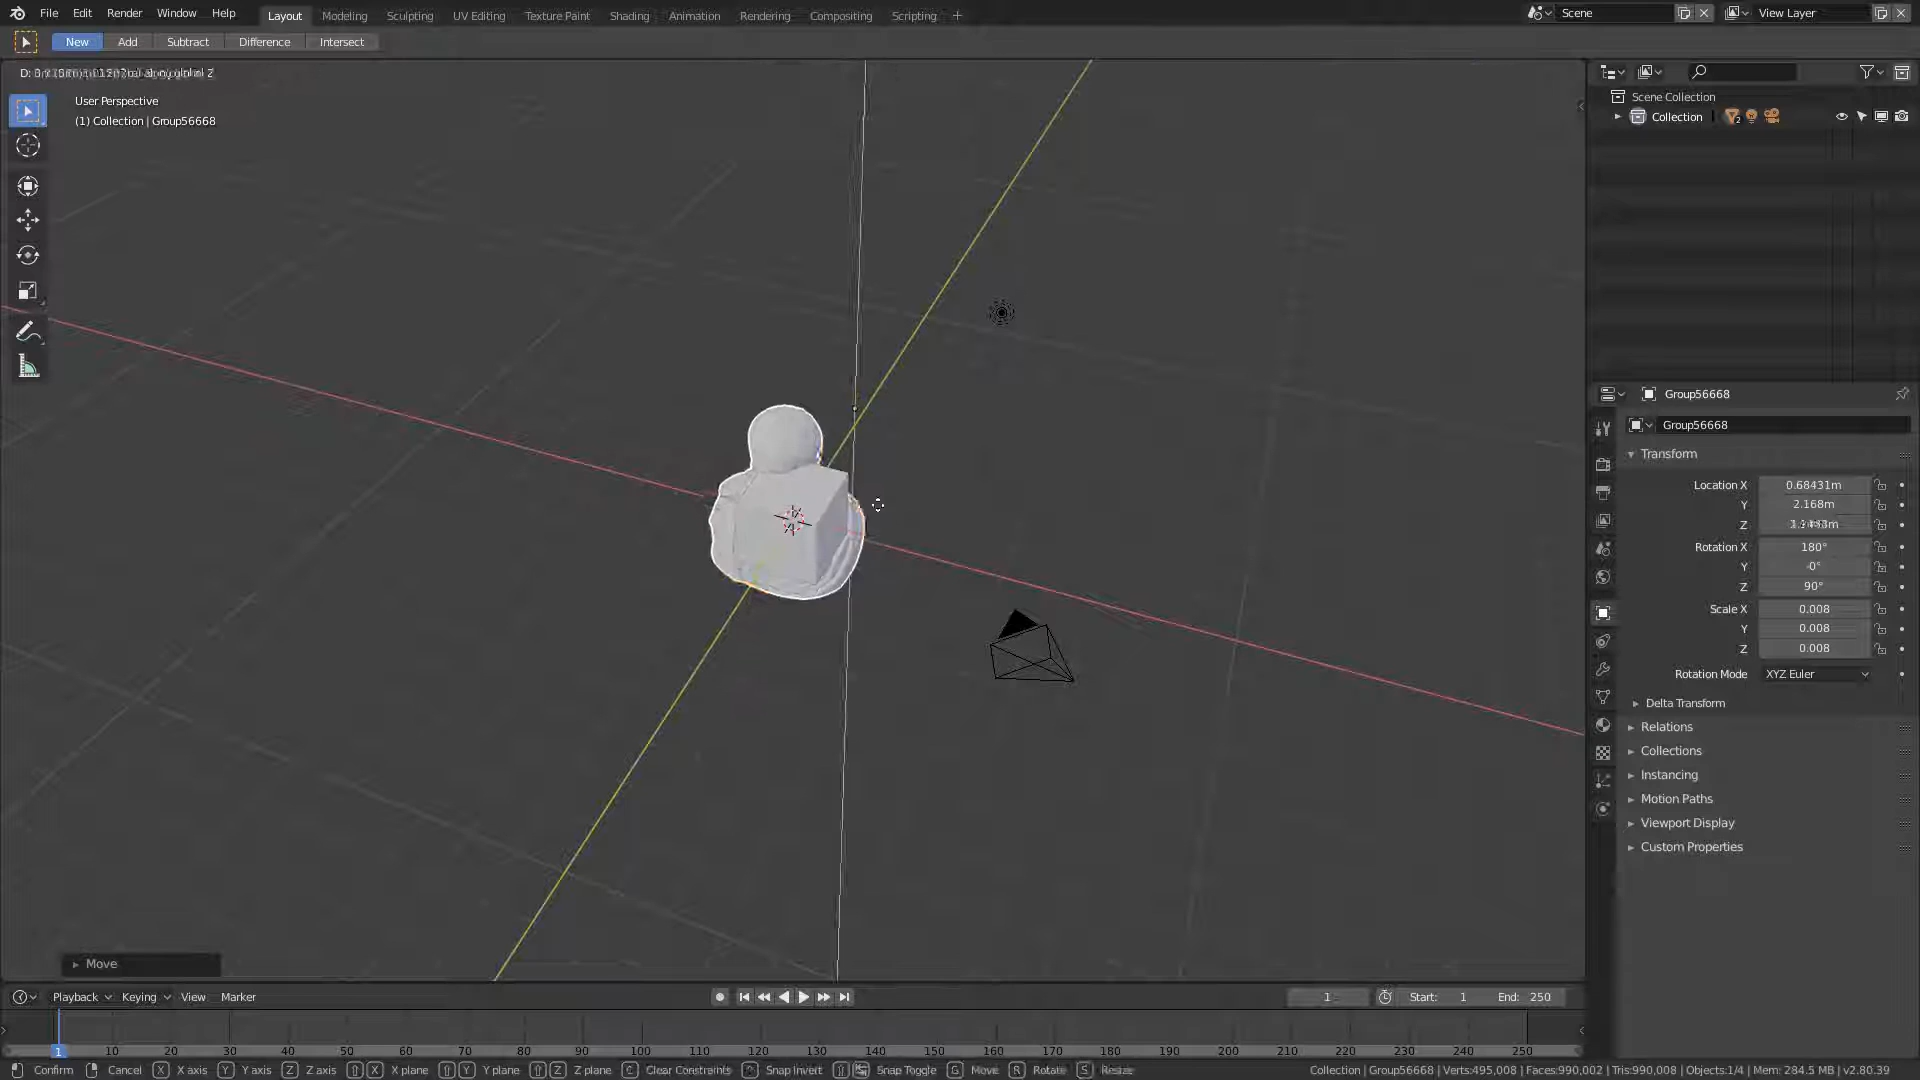 File Edit Render Window Help Layout Modeling Sculpting UV Editing Texture Paint Shading Animation Rendering Compositing Scripting + Scene View Layer
New Add Subtract Difference Intersect
User Perspective
(1) Collection | Group56668
Scene Collection
Collection 2
Group56668
Group56668
Transform
Location X 0.68431m
Y 2.168m
Z
Rotation X 180°
Y -0°
Z 90°
Scale X 0.008
Y 0.008
Z 0.008
Rotation Mode XYZ Euler
Delta Transform
Relations
Collections
Instancing
Motion Paths
Viewport Display
Custom Properties
Move
Playback Keying View Marker 1 Start: 1 End: 250
1 10 20 30 40 50 60 70 80 90 100 110 120 130 140 150 160 170 180 190 200 210 220 230 240 250
Confirm Cancel X X axis Y Y axis Z Z axis X X plane Y Y plane Z Z plane C Clear Constraints Snap Invert Snap Toggle G Move R Rotate S Resize Collection | Group56668 | Verts:495,008 | Faces:990,002 | Tris:990,008 | Objects:1/4 | Mem: 284.5 MB | v2.80.39